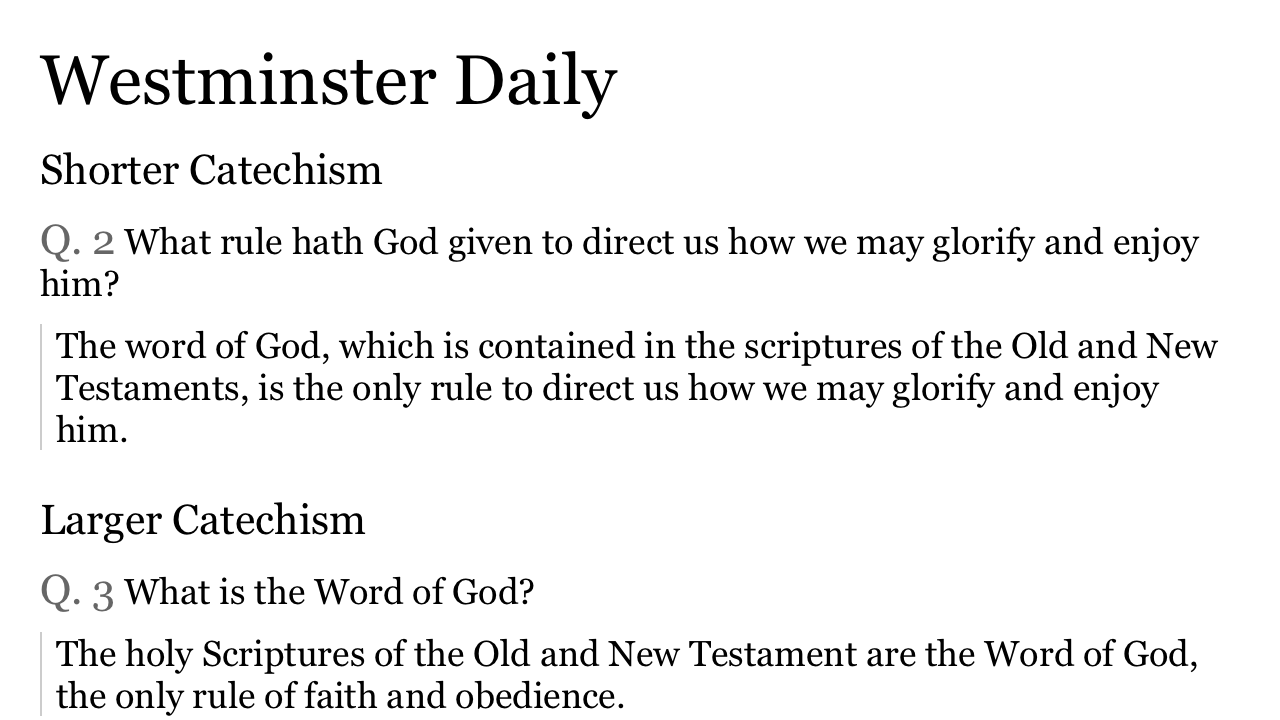 Westminster Daily
Shorter Catechism
Q. 2 What rule hath God given to direct us how we may glorify and enjoy
him?
The word of God, which is contained in the scriptures of the Old and New
Testaments, is the only rule to direct us how we may glorify and enjoy
him.
Larger Catechism
Q. 3 What is the Word of God?
The holy Scriptures of the Old and New Testament are the Word of God,
the only rule of faith and obedience.